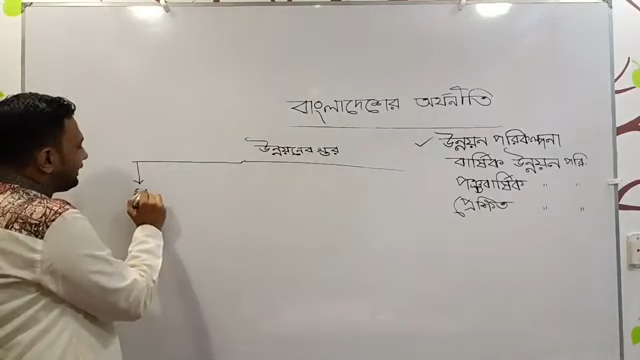 বাংলাদেশের অর্থনীতি
উন্নয়নের স্তর
✓ উন্নয়ন পরিকল্পনা
বার্ষিক উন্নয়ন পরি
পঞ্চবার্ষিক " "
প্রেক্ষিত " "